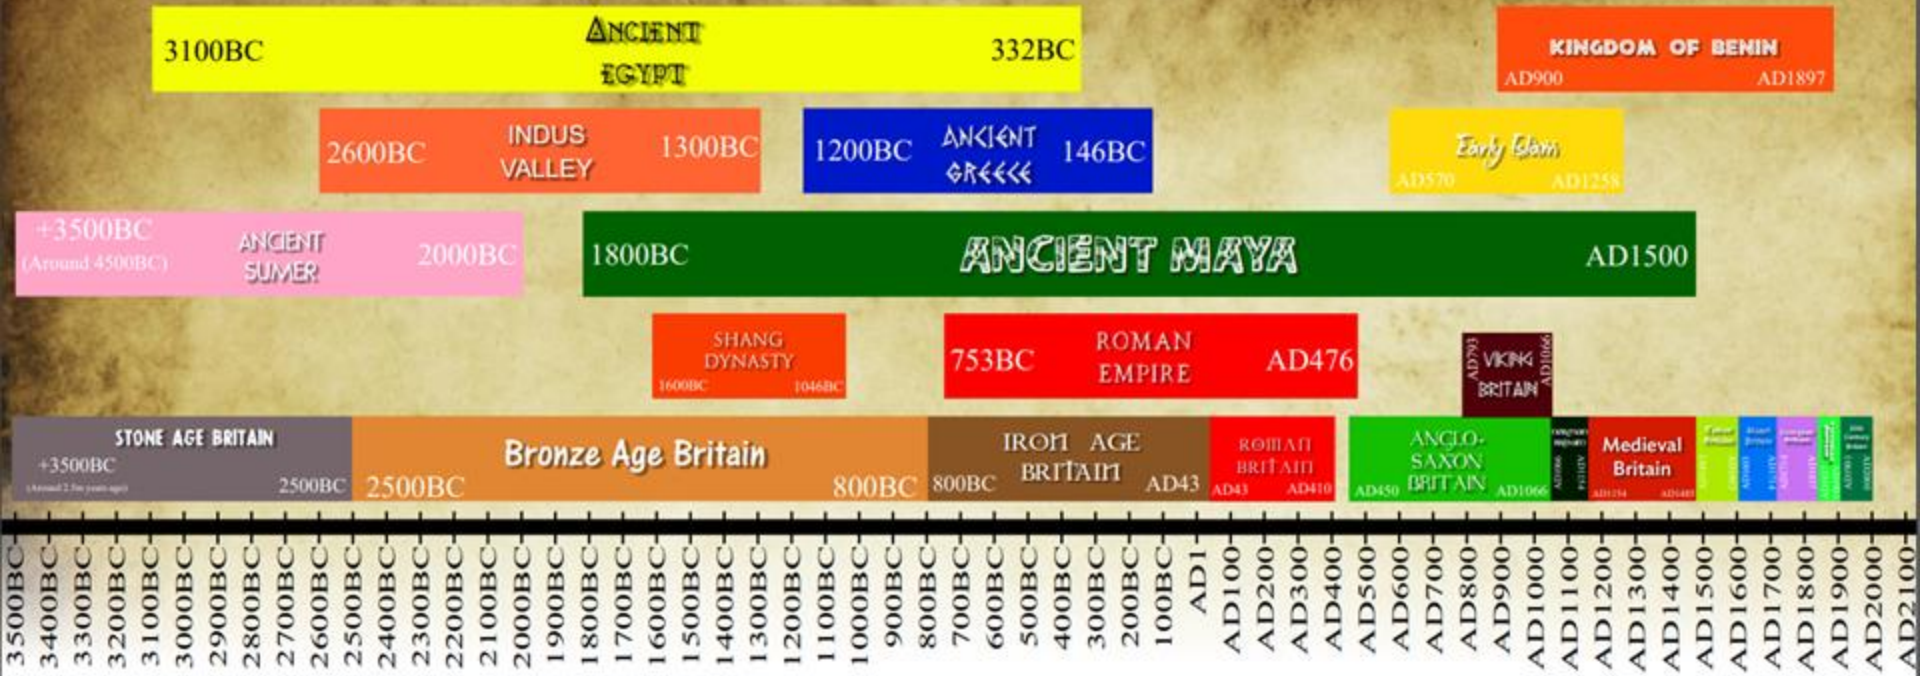 3100BC
ANCIENT
EGYPT
332BC
KINGDOM OF BENIN
AD900
AD1897
2600BC
INDUS
VALLEY
1300BC
1200BC
ANCIENT
GREECE
146BC
Early Islam
AD570
AD1258
+3500BC
(Around 4500BC)
ANCIENT
SUMER
2000BC
1800BC
ANCIENT MAYA
AD1500
SHANG
DYNASTY
1600BC
1046BC
753BC
ROMAN
EMPIRE
AD476
AD793
VIKING
BRITAIN
AD1066
STONE AGE BRITAIN
+3500BC
2500BC
2500BC
Bronze Age Britain
800BC
800BC
IRON AGE
BRITAIN
AD43
ROMAN
BRITAIN
AD43
AD410
ANGLO-
SAXON
BRITAIN
AD450
AD1066
AD1066
AD1154
Medieval
Britain
AD1154
AD1485
3500BC
3400BC
3300BC
3200BC
3100BC
3000BC
2900BC
2800BC
2700BC
2600BC
2500BC
2400BC
2300BC
2200BC
2100BC
2000BC
1900BC
1800BC
1700BC
1600BC
1500BC
1400BC
1300BC
1200BC
1100BC
1000BC
900BC
800BC
700BC
600BC
500BC
400BC
300BC
200BC
100BC
AD1
AD100
AD200
AD300
AD400
AD500
AD600
AD700
AD800
AD900
AD1000
AD1100
AD1200
AD1300
AD1400
AD1500
AD1600
AD1700
AD1800
AD1900
AD2000
AD2100